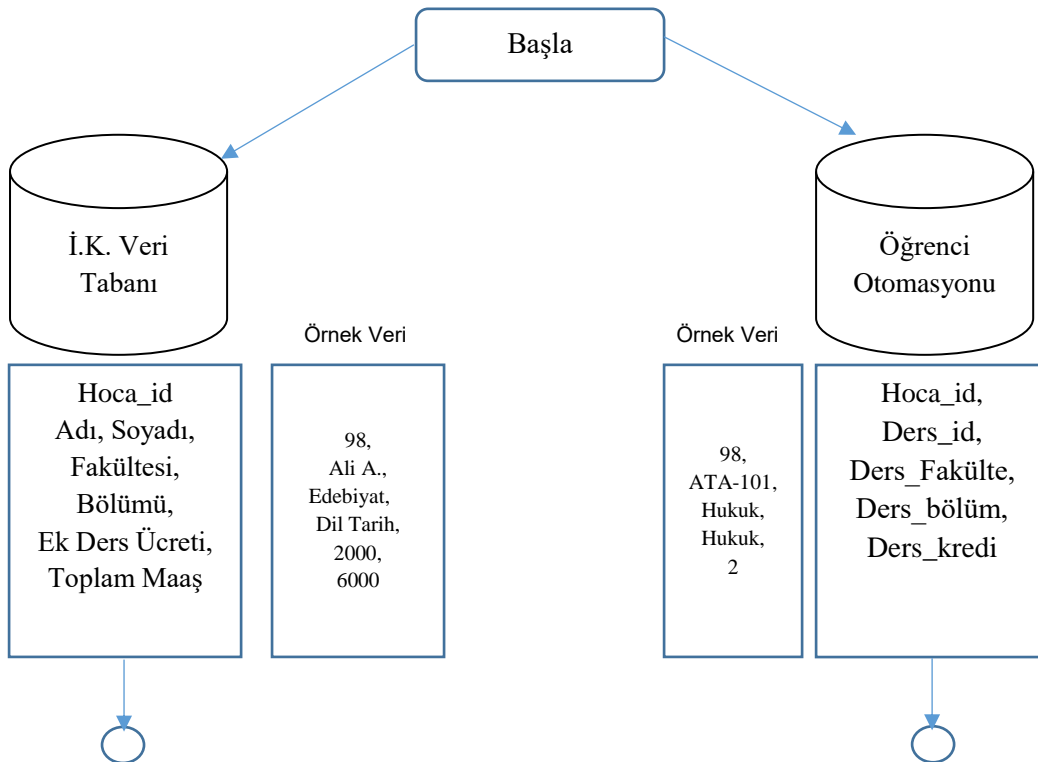 Başla
İ.K. Veri
Tabanı
Öğrenci
Otomasyonu
Örnek Veri
Örnek Veri
Hoca_id
Adı, Soyadı,
Fakültesi,
Bölümü,
Ek Ders Ücreti,
Toplam Maaş
98,
Ali A.,
Edebiyat,
Dil Tarih,
2000,
6000
98,
ATA-101,
Hukuk,
Hukuk,
2
Hoca_id,
Ders_id,
Ders_Fakülte,
Ders_bölüm,
Ders_kredi